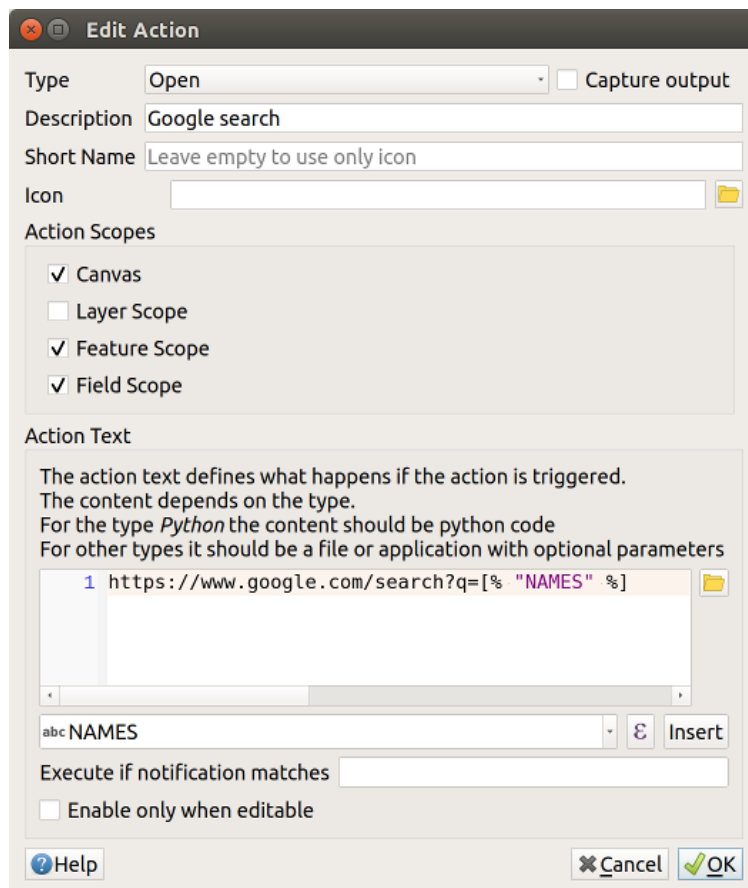 Edit Action
Type Open Capture output
Description Google search
Short Name Leave empty to use only icon
Icon
Action Scopes
Canvas
Layer Scope
Feature Scope
Field Scope
Action Text
The action text defines what happens if the action is triggered.
The content depends on the type.
For the type Python the content should be python code
For other types it should be a file or application with optional parameters
1 https://www.google.com/search?q=[% "NAMES" %]
abc NAMES ε Insert
Execute if notification matches
Enable only when editable
Help Cancel OK